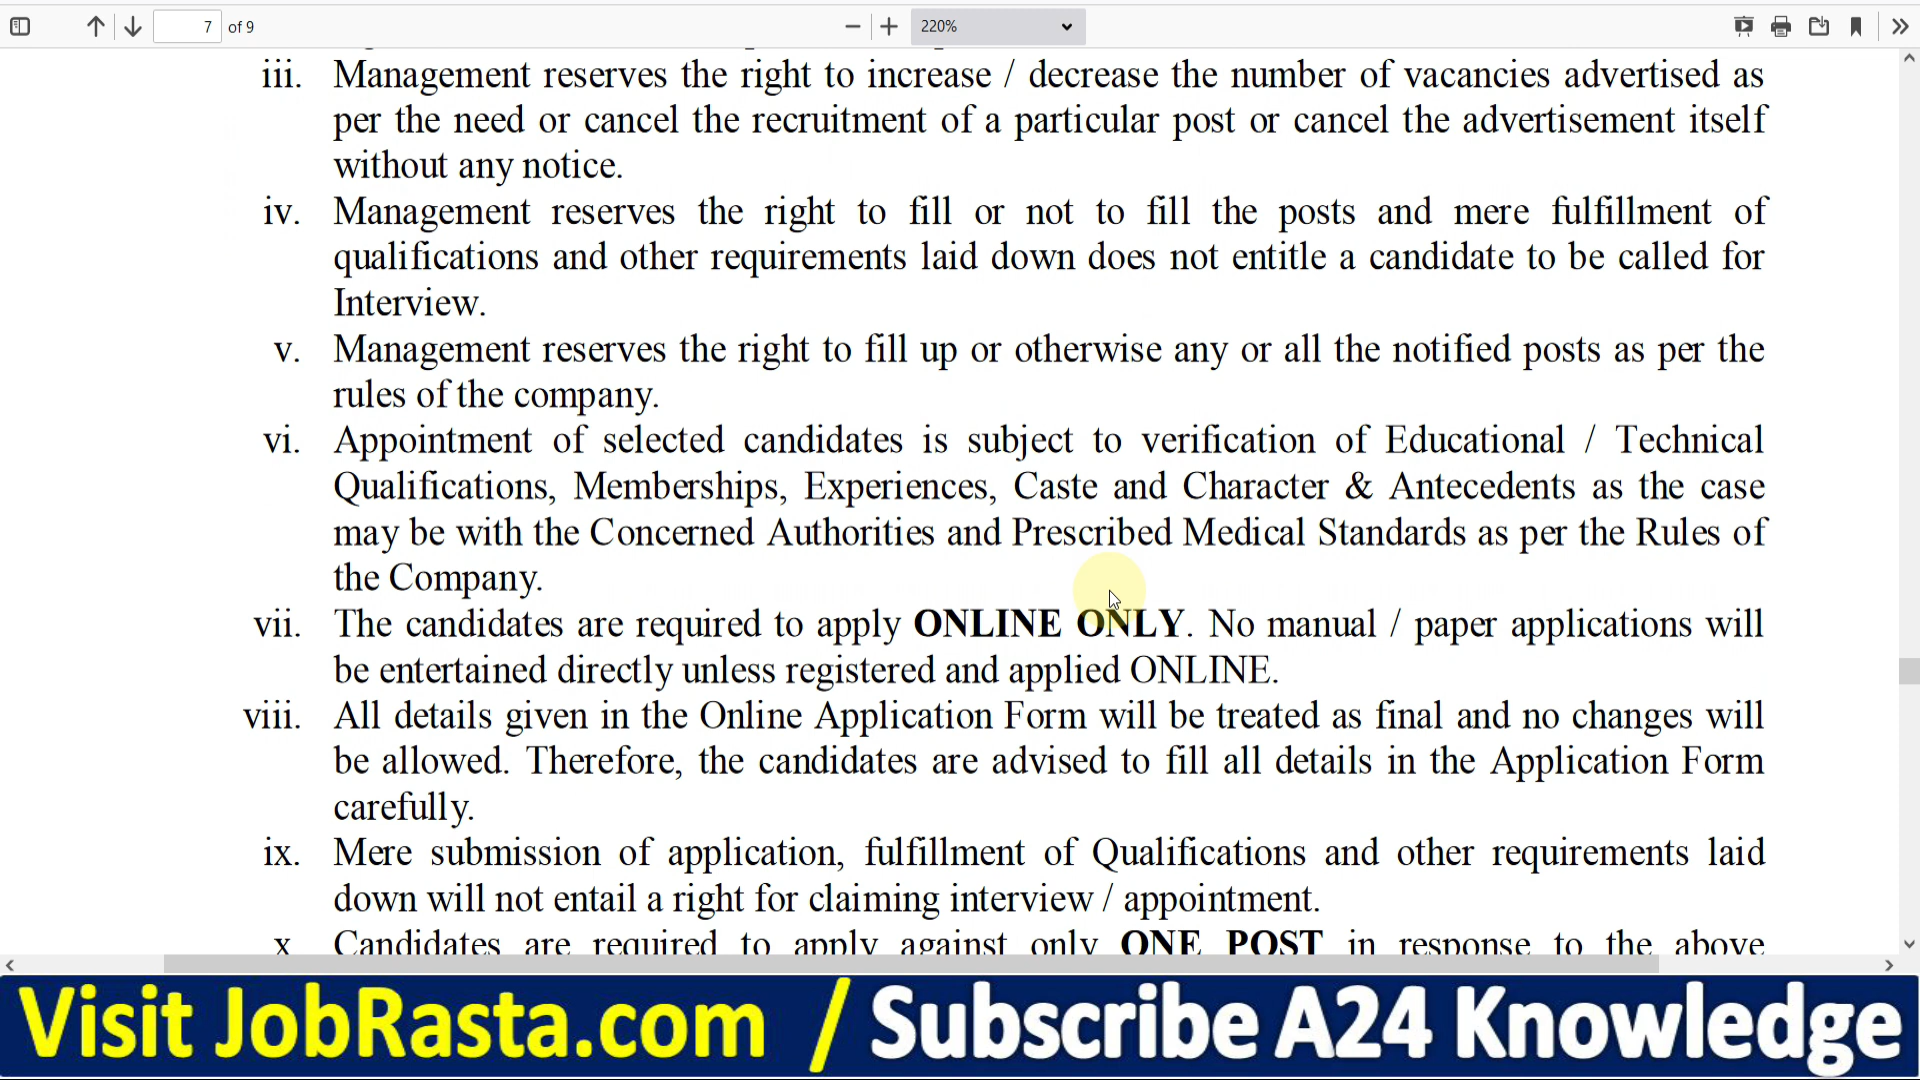 7 of 9 220%
iii. Management reserves the right to increase / decrease the number of vacancies advertised as
per the need or cancel the recruitment of a particular post or cancel the advertisement itself
without any notice.
iv. Management reserves the right to fill or not to fill the posts and mere fulfillment of
qualifications and other requirements laid down does not entitle a candidate to be called for
Interview.
v. Management reserves the right to fill up or otherwise any or all the notified posts as per the
rules of the company.
vi. Appointment of selected candidates is subject to verification of Educational / Technical
Qualifications, Memberships, Experiences, Caste and Character & Antecedents as the case
may be with the Concerned Authorities and Prescribed Medical Standards as per the Rules of
the Company.
vii. The candidates are required to apply ONLINE ONLY. No manual / paper applications will
be entertained directly unless registered and applied ONLINE.
viii. All details given in the Online Application Form will be treated as final and no changes will
be allowed. Therefore, the candidates are advised to fill all details in the Application Form
carefully.
ix. Mere submission of application, fulfillment of Qualifications and other requirements laid
down will not entail a right for claiming interview / appointment.
x Candidates are required to apply against only ONE POST in response to the above
Visit JobRasta.com / Subscribe A24 Knowledge